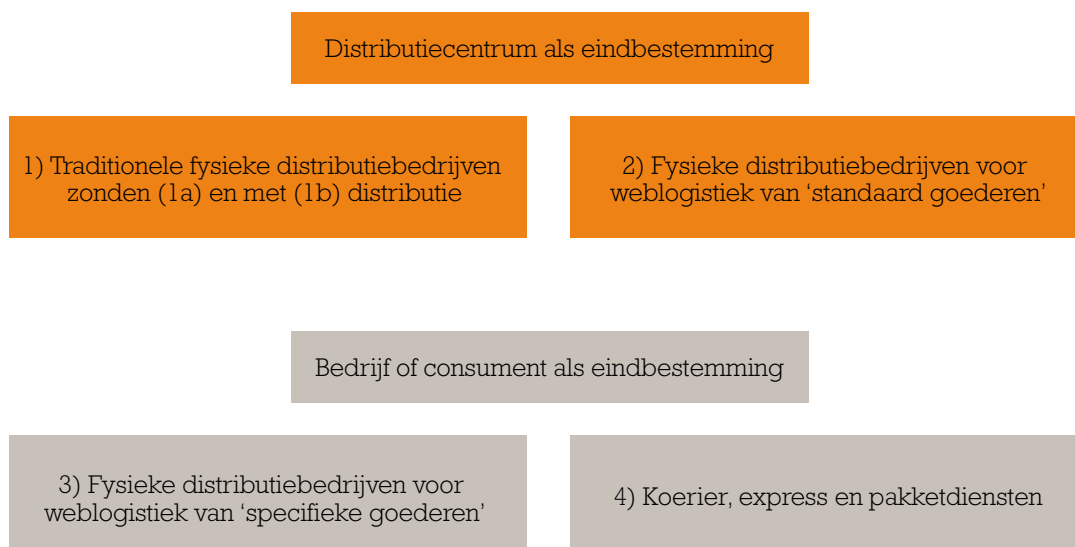 Distributiecentrum als eindbestemming
1) Traditionele fysieke distributiebedrijven
zonden (1a) en met (1b) distributie
2) Fysieke distributiebedrijven voor
weblogistiek van ‘standaard goederen’
Bedrijf of consument als eindbestemming
3) Fysieke distributiebedrijven voor
weblogistiek van ‘specifieke goederen’
4) Koerier, express en pakketdiensten